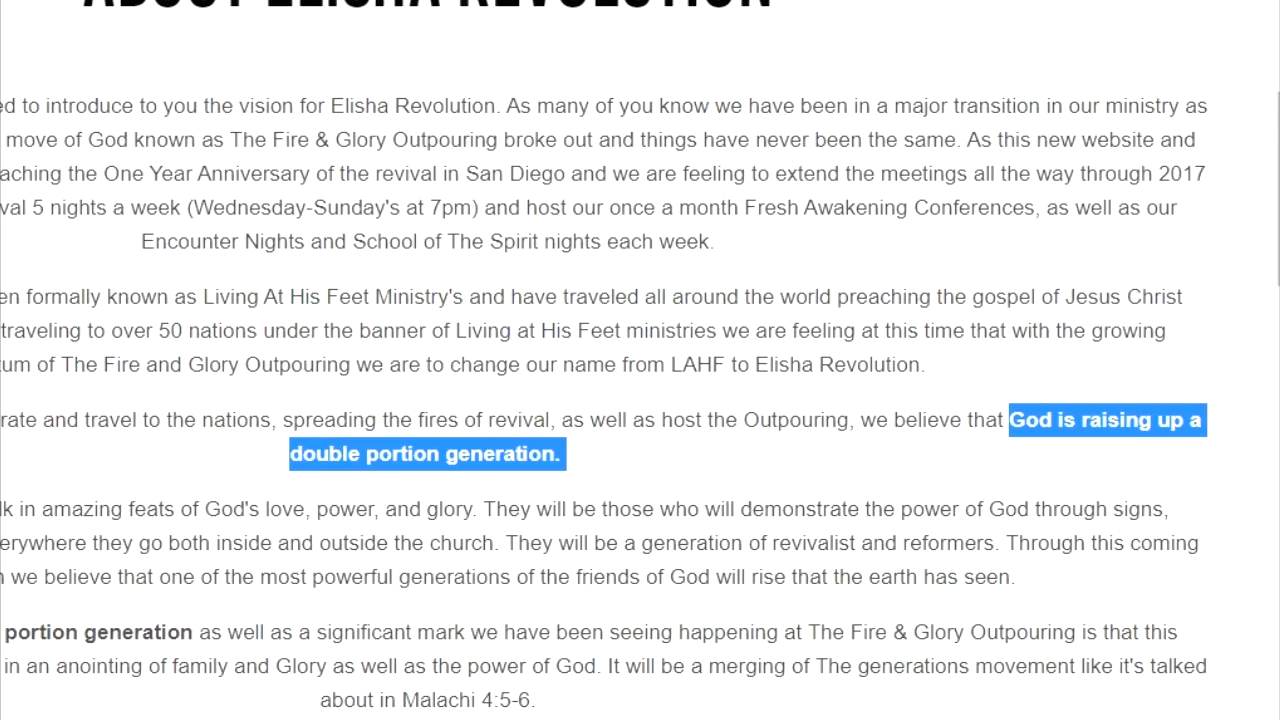 ABOUT ELISHA REVOLUTION
ed to introduce to you the vision for Elisha Revolution. As many of you know we have been in a major transition in our ministry as
move of God known as The Fire & Glory Outpouring broke out and things have never been the same. As this new website and
aching the One Year Anniversary of the revival in San Diego and we are feeling to extend the meetings all the way through 2017
val 5 nights a week (Wednesday-Sunday's at 7pm) and host our once a month Fresh Awakening Conferences, as well as our
Encounter Nights and School of The Spirit nights each week.
en formally known as Living At His Feet Ministry's and have traveled all around the world preaching the gospel of Jesus Christ
traveling to over 50 nations under the banner of Living at His Feet ministries we are feeling at this time that with the growing
tum of The Fire and Glory Outpouring we are to change our name from LAHF to Elisha Revolution.
rate and travel to the nations, spreading the fires of revival, as well as host the Outpouring, we believe that God is raising up a
double portion generation.
lk in amazing feats of God's love, power, and glory. They will be those who will demonstrate the power of God through signs,
erywhere they go both inside and outside the church. They will be a generation of revivalist and reformers. Through this coming
we believe that one of the most powerful generations of the friends of God will rise that the earth has seen.
portion generation as well as a significant mark we have been seeing happening at The Fire & Glory Outpouring is that this
in an anointing of family and Glory as well as the power of God. It will be a merging of The generations movement like it's talked
about in Malachi 4:5-6.